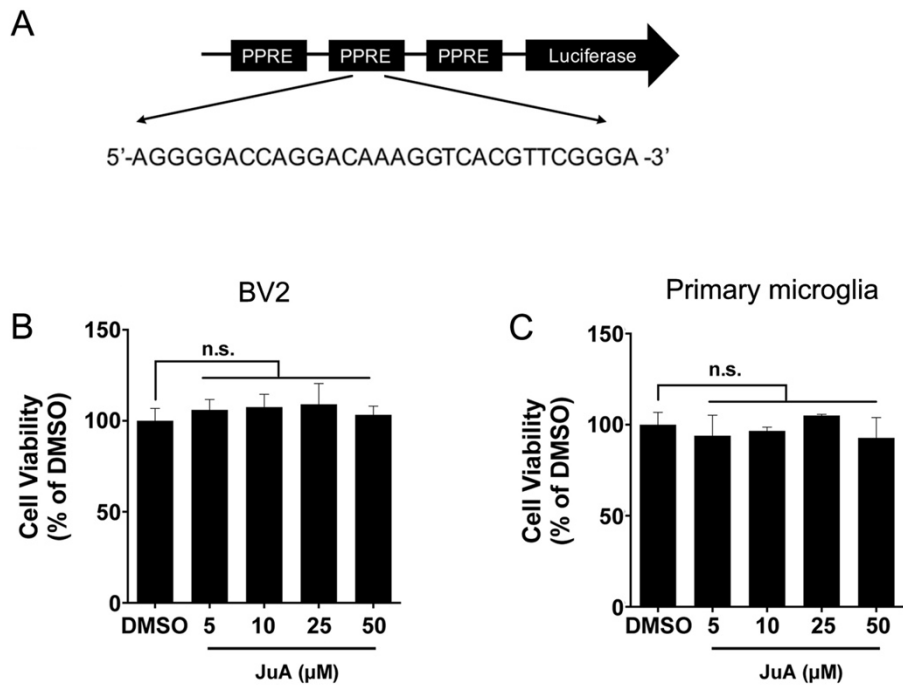 A
PPRE PPRE PPRE Luciferase
5’-AGGGGACCAGGACAAAGGTCACGTTCGGGA -3’
BV2
B
150
n.s.
100
50
0
Cell Viability
(% of DMSO)
DMSO 5 10 25 50
JuA (µM)
Primary microglia
C
150
n.s.
100
50
0
Cell Viability
(% of DMSO)
DMSO 5 10 25 50
JuA (µM)